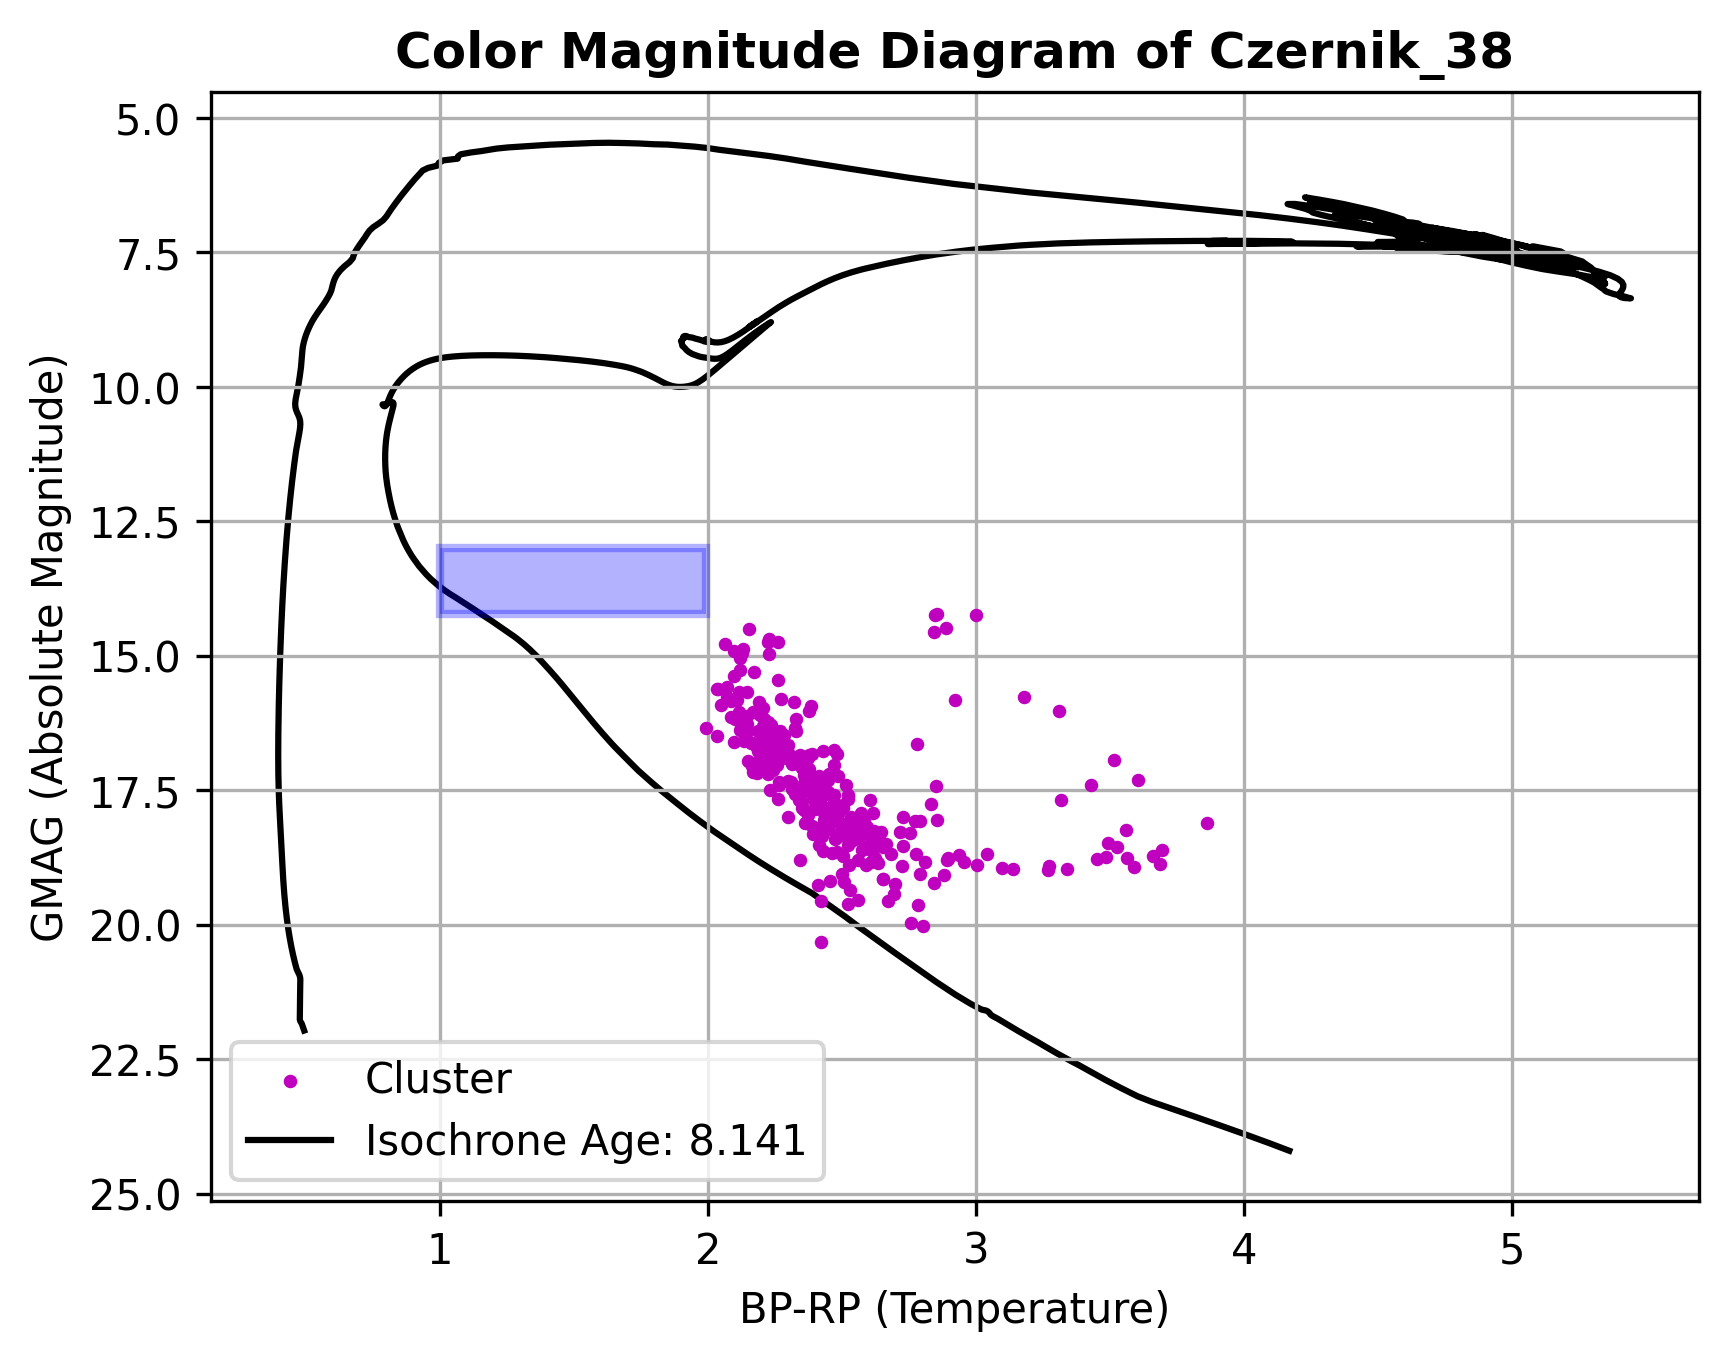 Color Magnitude Diagram of Czernik_38
GMAG (Absolute Magnitude)
5.0
7.5
10.0
12.5
15.0
17.5
20.0
22.5
25.0
Cluster
Isochrone Age: 8.141
1 2 3 4 5
BP-RP (Temperature)